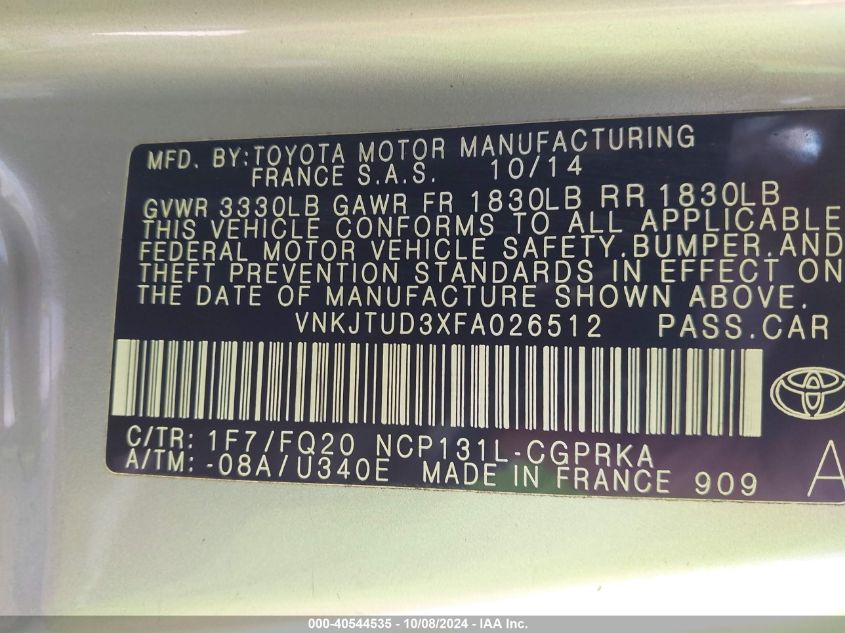 MFD. BY:TOYOTA MOTOR MANUFACTURING
FRANCE S.A.S. 10/14
GVWR 3330LB GAWR FR 1830LB RR 1830LB
THIS VEHICLE CONFORMS TO ALL APPLICABLE
FEDERAL MOTOR VEHICLE SAFETY,BUMPER,AND
THEFT PREVENTION STANDARDS IN EFFECT ON
THE DATE OF MANUFACTURE SHOWN ABOVE.
VNKJTUD3XFA026512 PASS.CAR
C/TR: 1F7/FQ20 NCP131L-CGPRKA
A/TM: -08A/U340E MADE IN FRANCE 909
A
000-40544535 - 10/08/2024 - IAA Inc.